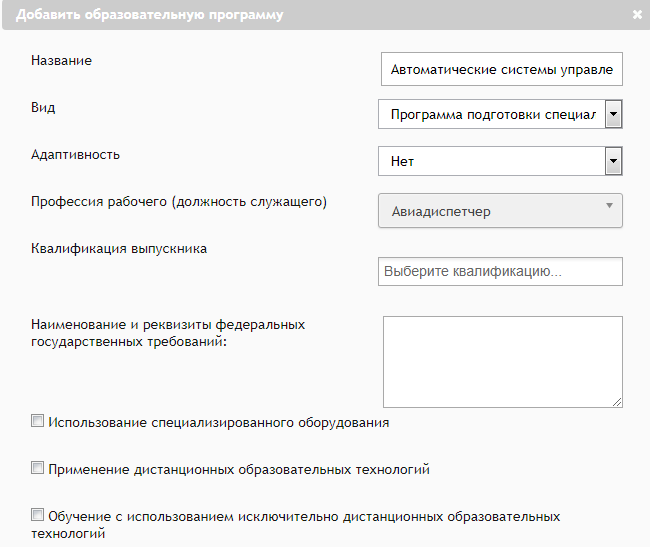 Добавить образовательную программу
Название
Автоматические системы управле
Вид
Программа подготовки специал
Адаптивность
Нет
Профессия рабочего (должность служащего)
Авиадиспетчер
Квалификация выпускника
Выберите квалификацию...
Наименование и реквизиты федеральных
государственных требований:
Использование специализированного оборудования
Применение дистанционных образовательных технологий
Обучение с использованием исключительно дистанционных образовательных
технологий